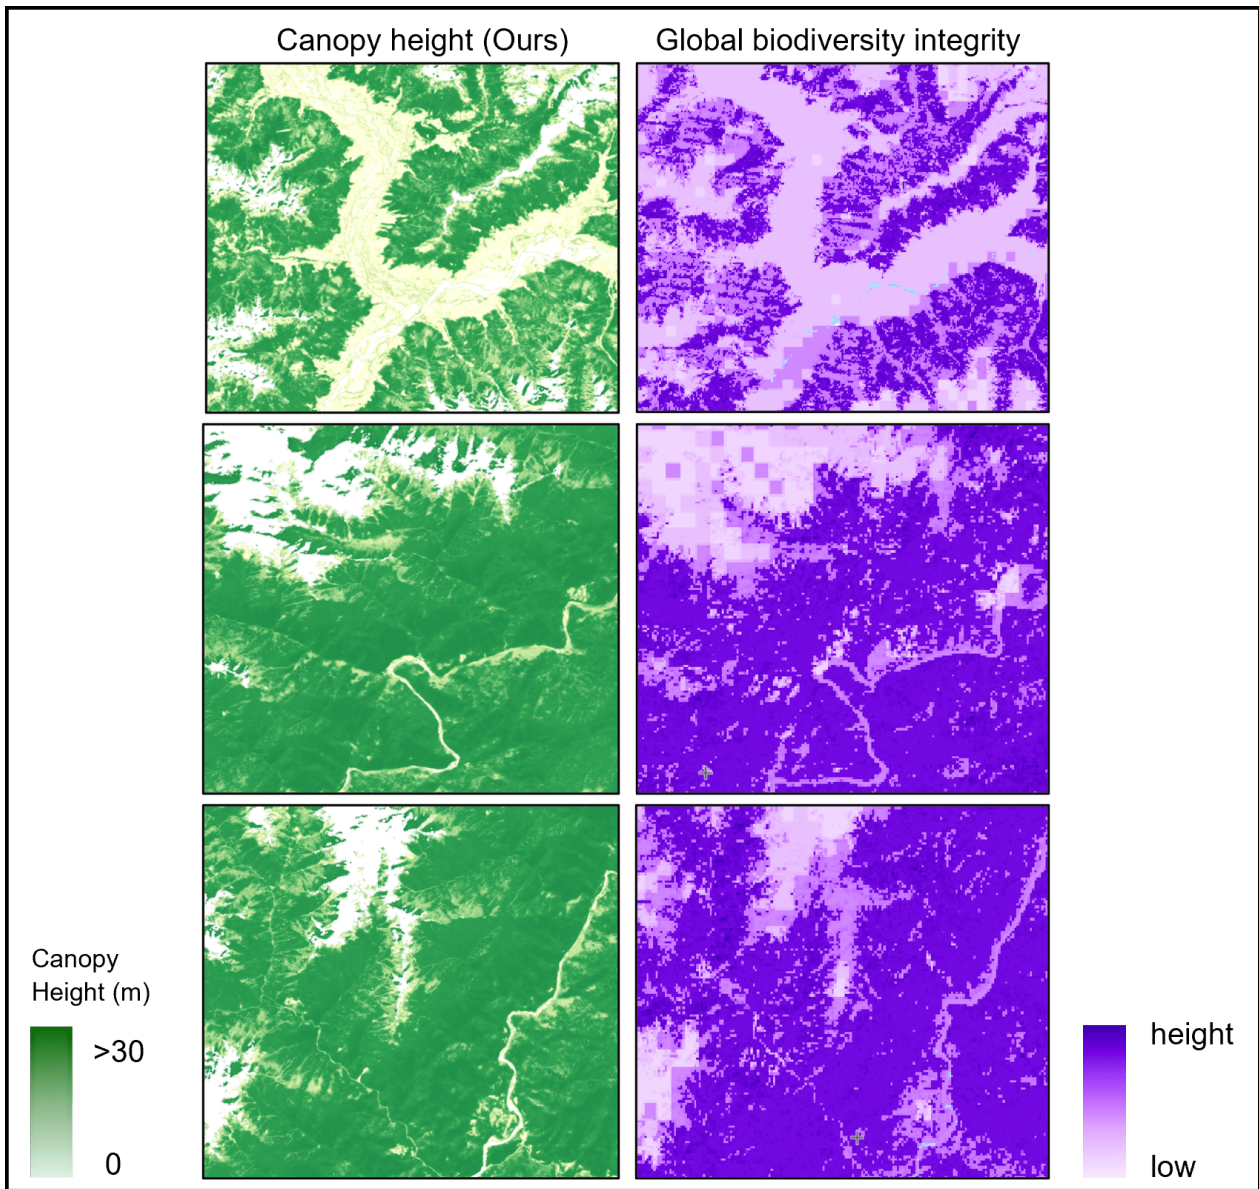 Canopy height (Ours)
Global biodiversity integrity
Canopy
Height (m)
>30
0
height
low